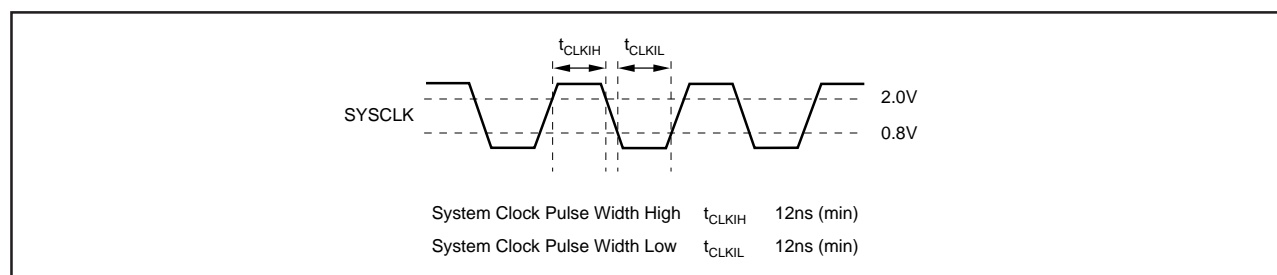 tCLKIH tCLKIL
2.0V
SYSCLK
0.8V
System Clock Pulse Width High tCLKIH 12ns (min)
System Clock Pulse Width Low tCLKIL 12ns (min)